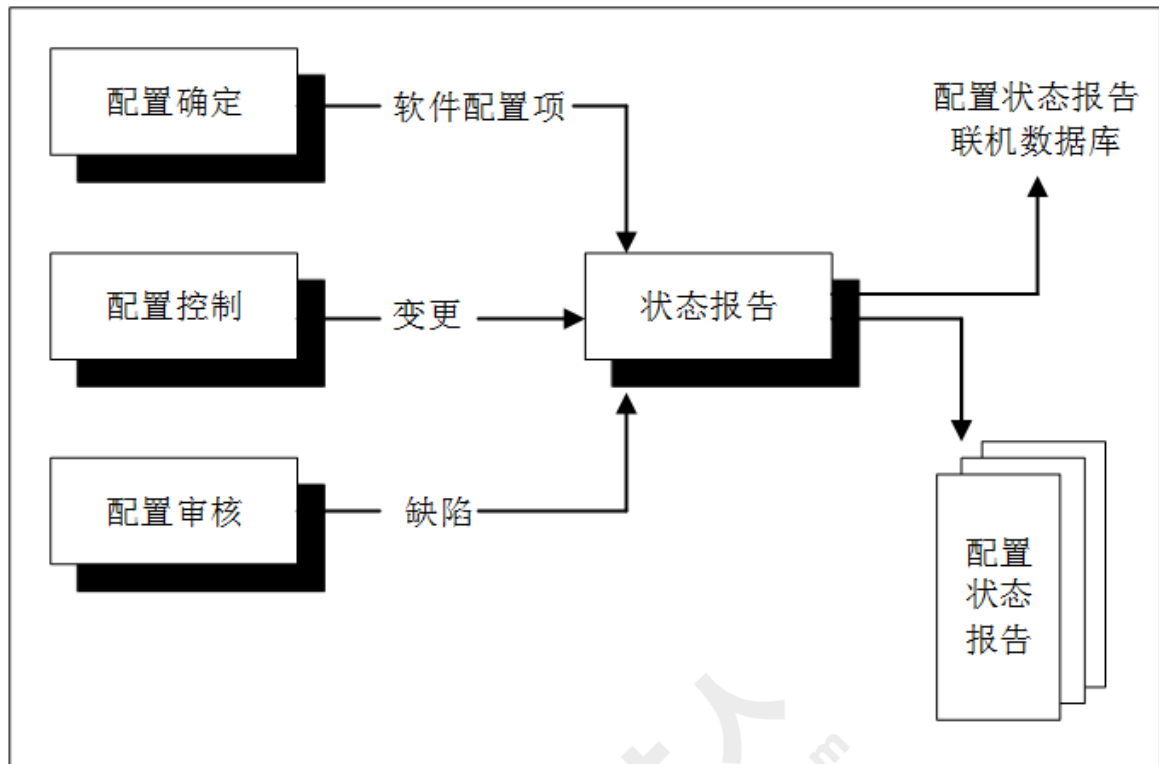 配置确定
软件配置项
配置状态报告
联机数据库
配置控制
变更
状态报告
配置审核
缺陷
配置
状态
报告
人
m